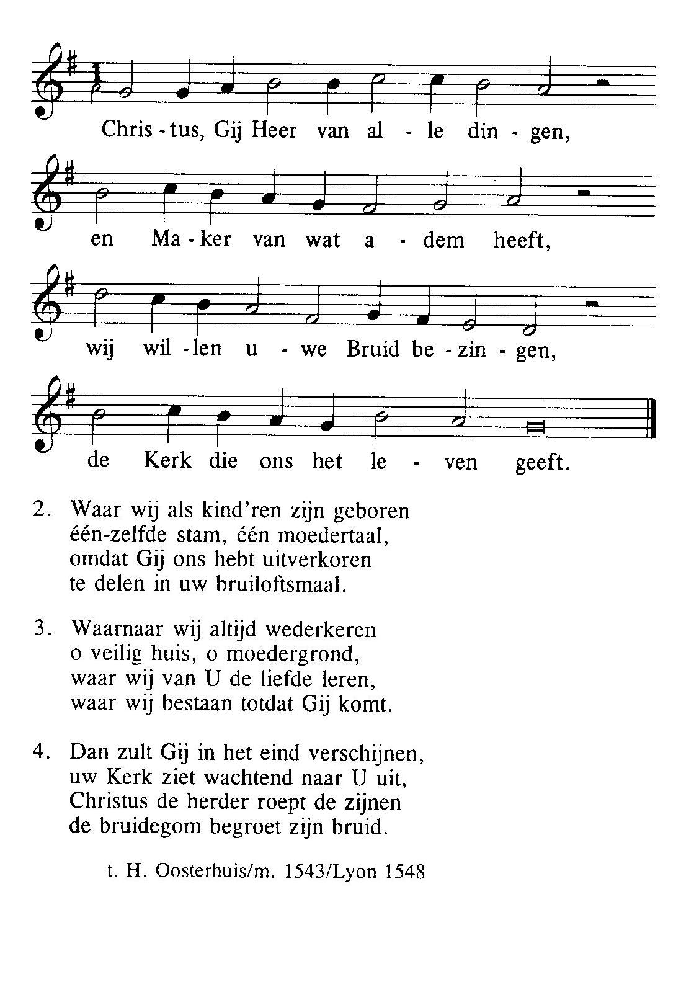 Chris - tus, Gij Heer van al - le din - gen,
en Ma - ker van wat a - dem heeft,
wij wil - len u - we Bruid be - zin - gen,
de Kerk die ons het le - ven geeft.
2. Waar wij als kind'ren zijn geboren
één-zelfde stam, één moedertaal,
omdat Gij ons hebt uitverkoren
te delen in uw bruiloftsmaal.
3. Waarnaar wij altijd wederkeren
o veilig huis, o moedergrond,
waar wij van U de liefde leren,
waar wij bestaan totdat Gij komt.
4. Dan zult Gij in het eind verschijnen,
uw Kerk ziet wachtend naar U uit,
Christus de herder roept de zijnen
de bruidegom begroet zijn bruid.
t. H. Oosterhuis/m. 1543/Lyon 1548